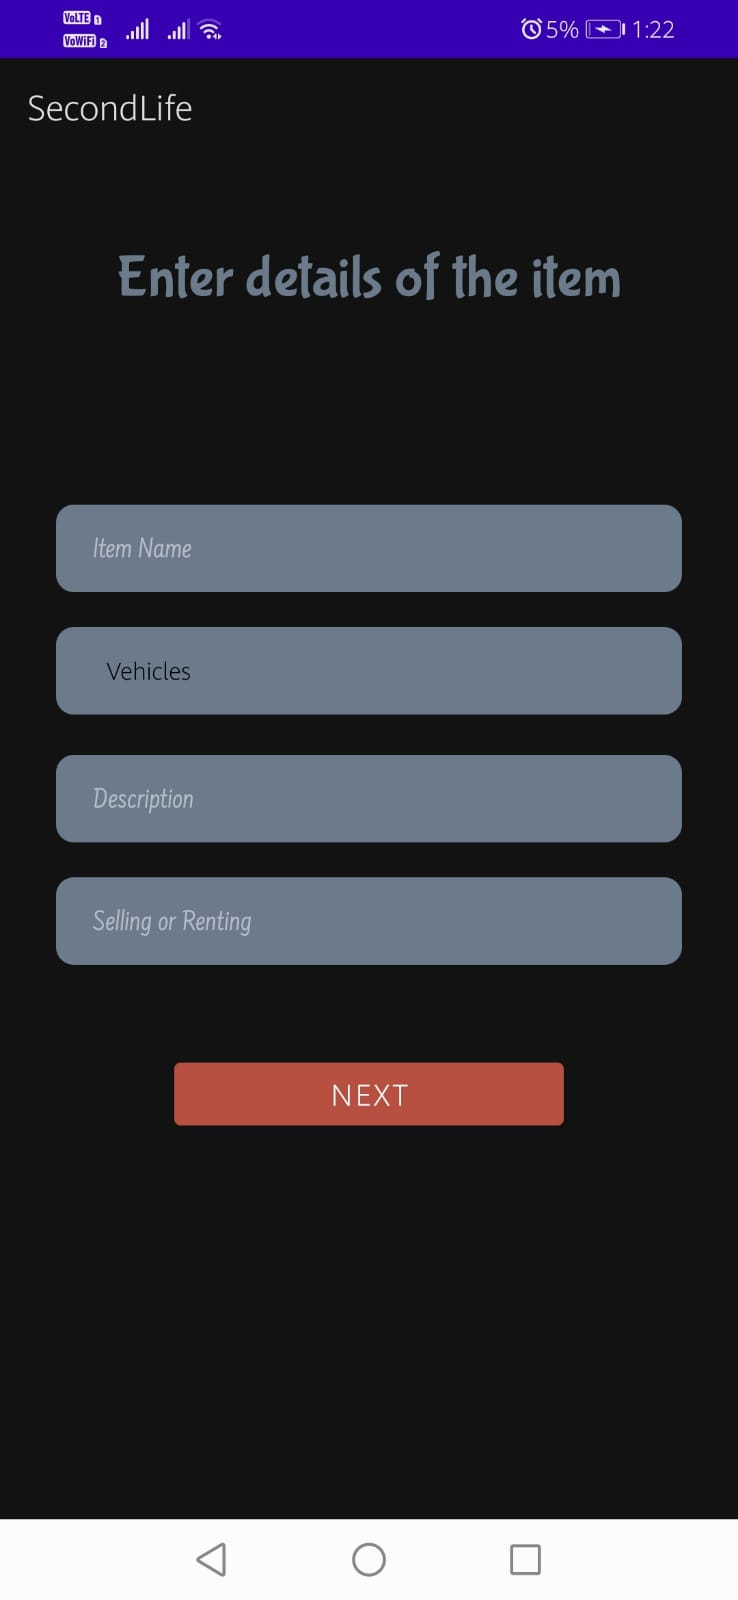 VoLTE 1
VoWiFi 2
5% 1:22
SecondLife
Enter details of the item
Item Name
Vehicles
Description
Selling or Renting
NEXT